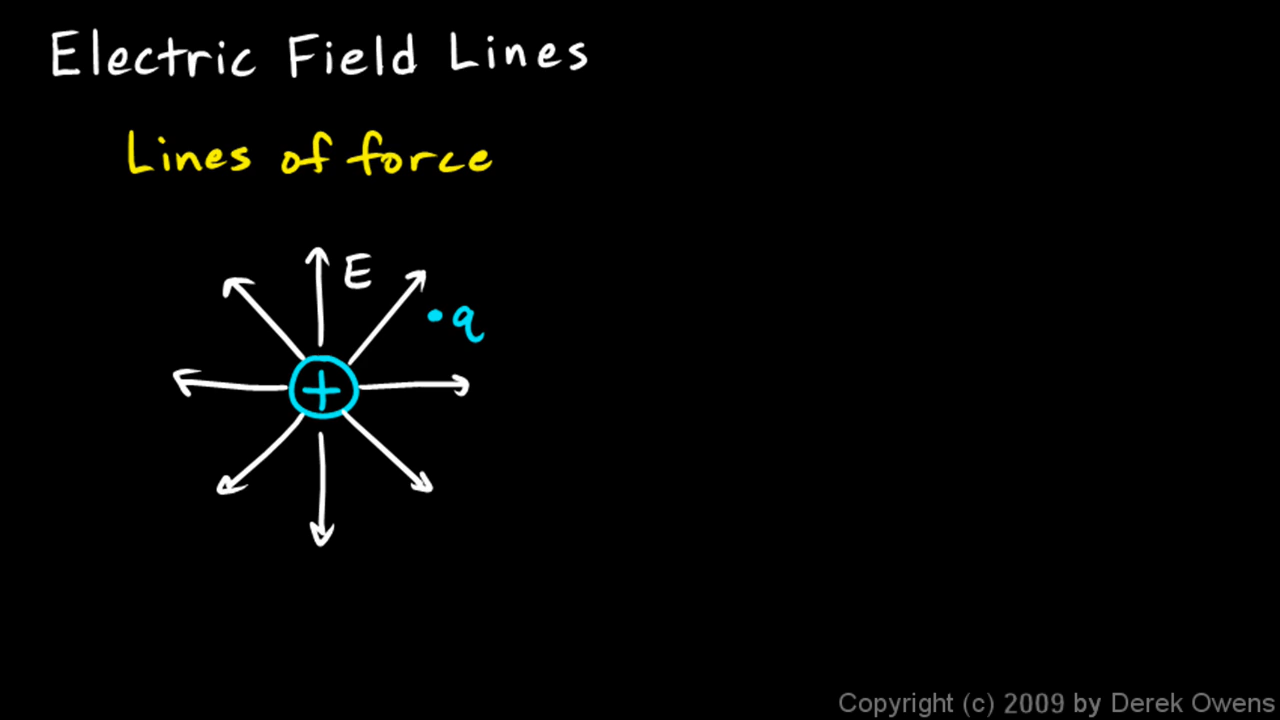 Electric Field Lines
Lines of force
E
q
+
Copyright (c) 2009 by Derek Owens